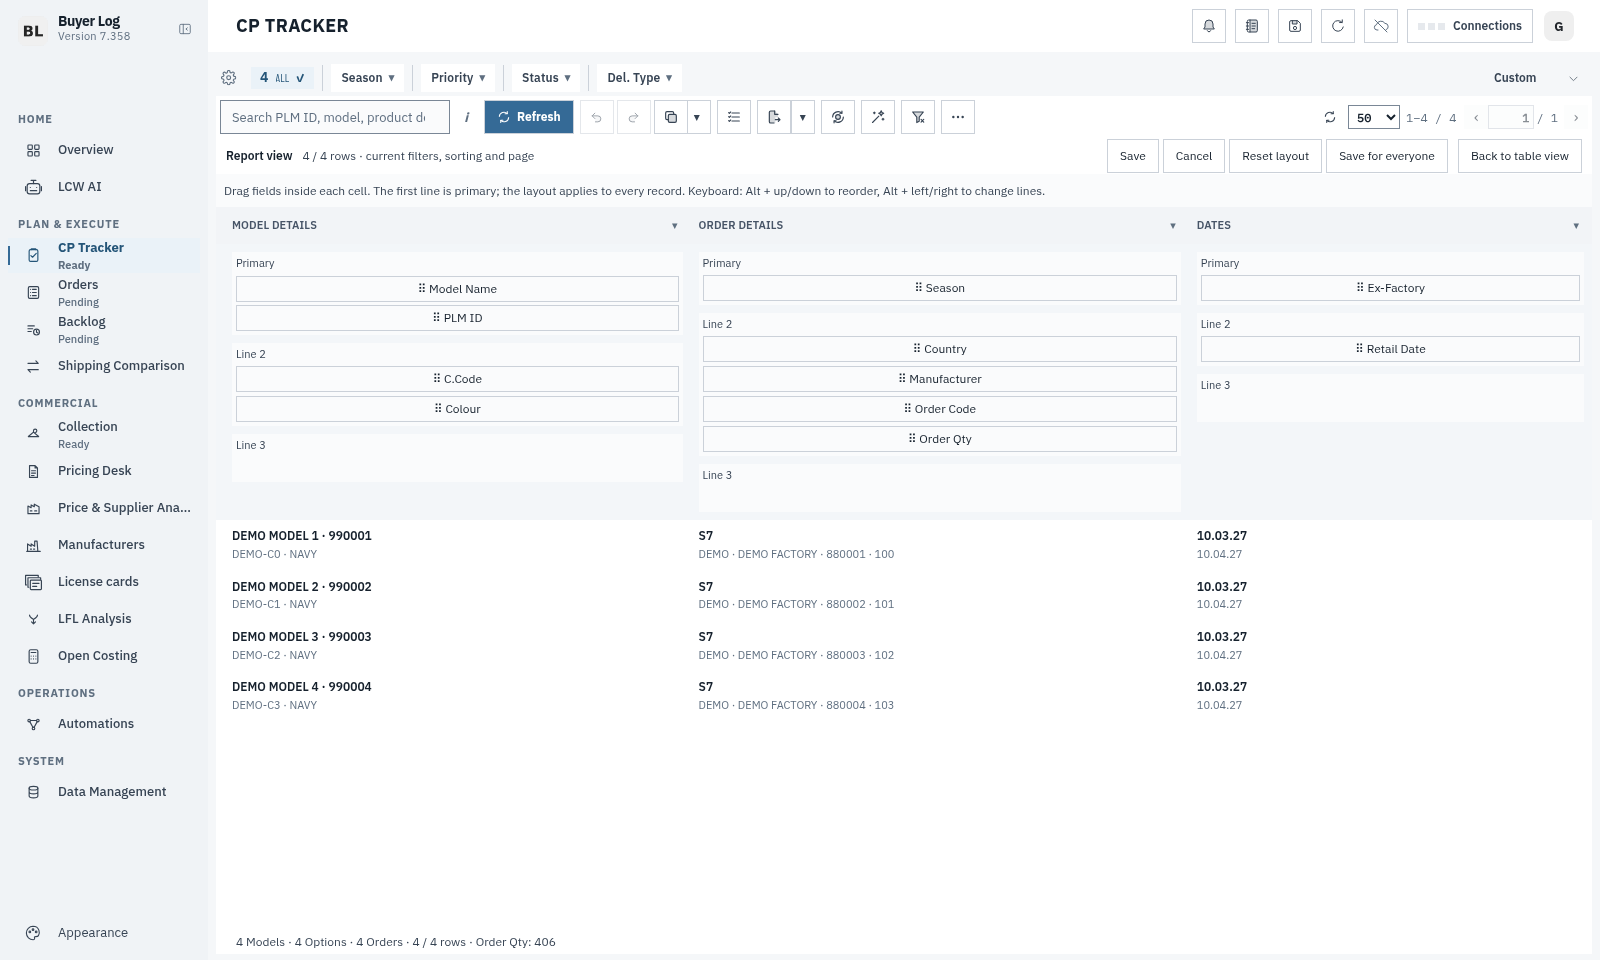 BL
Buyer Log
Version 7.358
HOME
Overview
LCW AI
PLAN & EXECUTE
CP Tracker
Ready
Orders
Pending
Backlog
Pending
Shipping Comparison
COMMERCIAL
Collection
Ready
Pricing Desk
Price & Supplier Ana...
Manufacturers
License cards
LFL Analysis
Open Costing
OPERATIONS
Automations
SYSTEM
Data Management
Appearance
CP TRACKER
Connections
G
4 ALL
Season
Priority
Status
Del. Type
Custom
Search PLM ID, model, product de
i
Refresh
50
1–4 / 4
1 / 1
Report view 4 / 4 rows · current filters, sorting and page
Save
Cancel
Reset layout
Save for everyone
Back to table view
Drag fields inside each cell. The first line is primary; the layout applies to every record. Keyboard: Alt + up/down to reorder, Alt + left/right to change lines.
MODEL DETAILS
ORDER DETAILS
DATES
Primary
Model Name
PLM ID
Line 2
C.Code
Colour
Line 3
Primary
Season
Line 2
Country
Manufacturer
Order Code
Order Qty
Line 3
Primary
Ex-Factory
Line 2
Retail Date
Line 3
DEMO MODEL 1 · 990001
DEMO-C0 · NAVY
S7
DEMO · DEMO FACTORY · 880001 · 100
10.03.27
10.04.27
DEMO MODEL 2 · 990002
DEMO-C1 · NAVY
S7
DEMO · DEMO FACTORY · 880002 · 101
10.03.27
10.04.27
DEMO MODEL 3 · 990003
DEMO-C2 · NAVY
S7
DEMO · DEMO FACTORY · 880003 · 102
10.03.27
10.04.27
DEMO MODEL 4 · 990004
DEMO-C3 · NAVY
S7
DEMO · DEMO FACTORY · 880004 · 103
10.03.27
10.04.27
4 Models · 4 Options · 4 Orders · 4 / 4 rows · Order Qty: 406